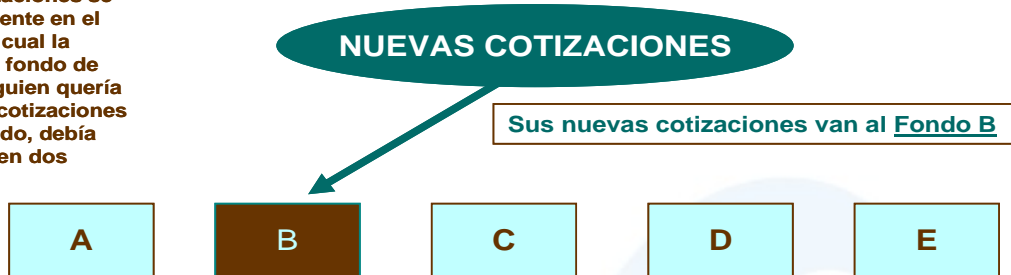 ente en el
cual la
fondo de
guien quería
cotizaciones
do, debía
en dos
NUEVAS COTIZACIONES
Sus nuevas cotizaciones van al Fondo B
A B C D E